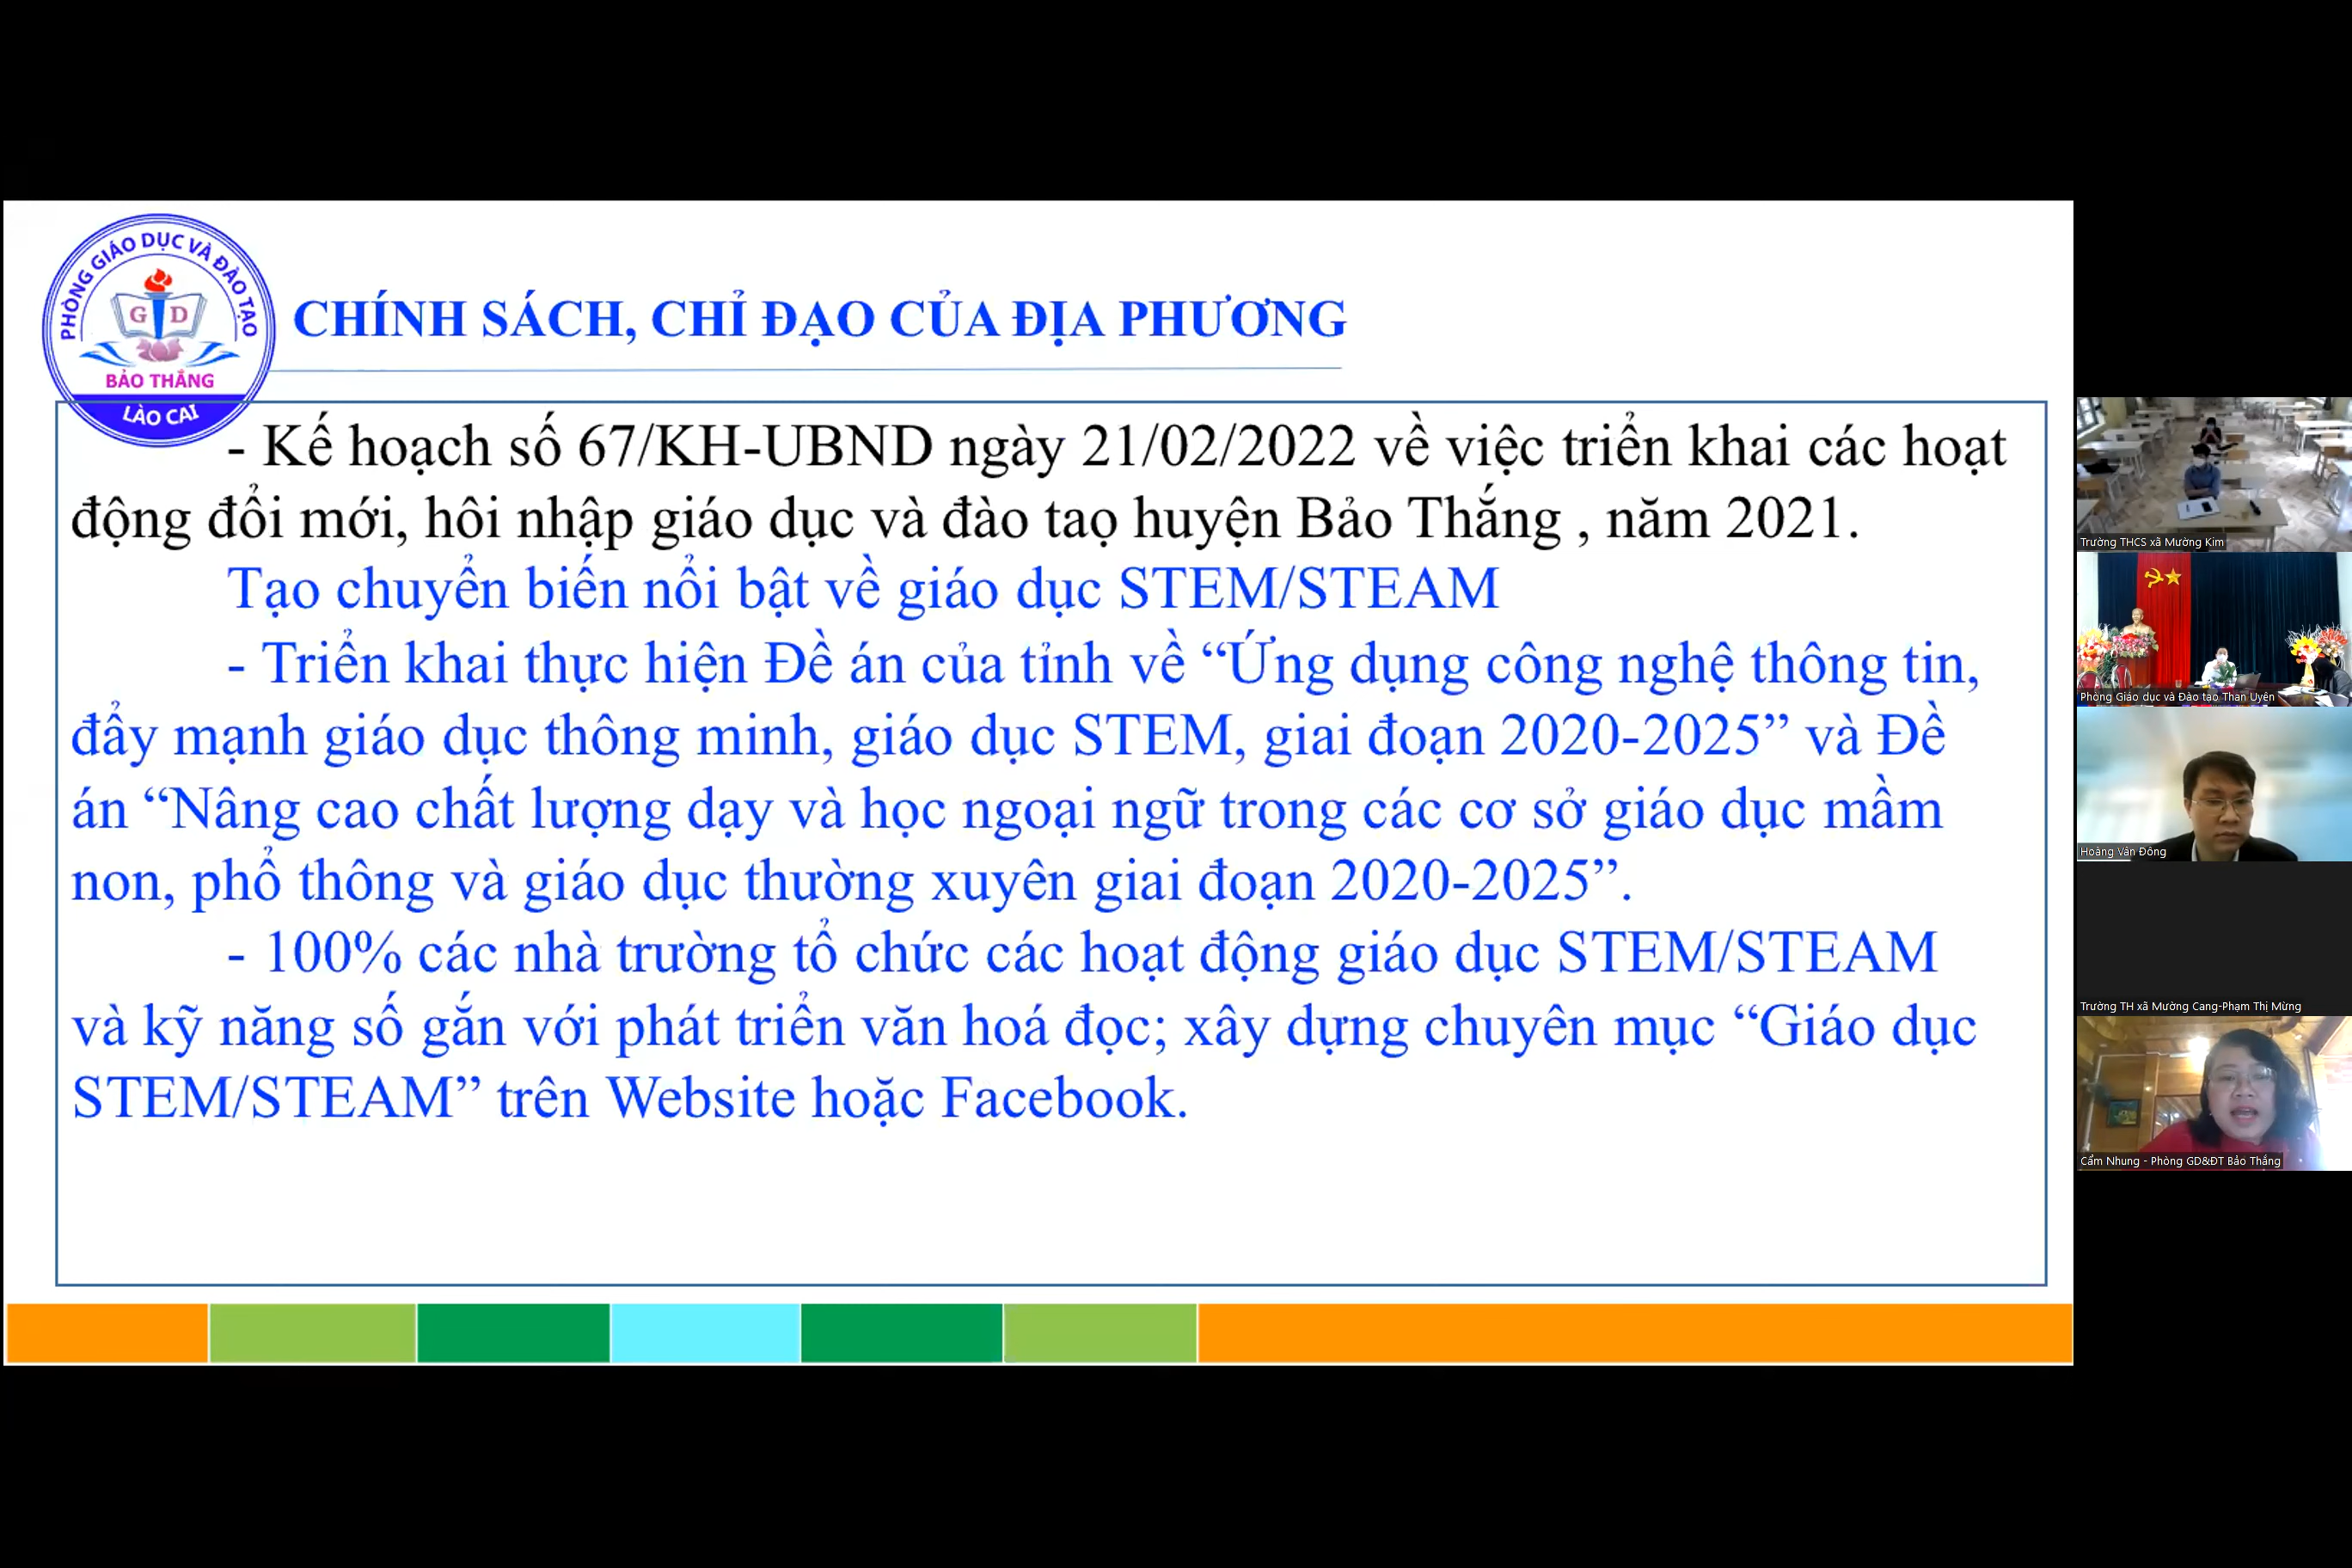 PHÒNG GIÁO DỤC VÀ ĐÀO TẠO
G D
BẢO THẮNG
LÀO CAI
CHÍNH SÁCH, CHỈ ĐẠO CỦA ĐỊA PHƯƠNG
- Kế hoạch số 67/KH-UBND ngày 21/02/2022 về việc triển khai các hoạt
động đổi mới, hôi nhập giáo dục và đào taọ huyện Bảo Thắng , năm 2021.
Tạo chuyển biến nổi bật về giáo dục STEM/STEAM
- Triển khai thực hiện Đề án của tỉnh về “Ứng dụng công nghệ thông tin,
đẩy mạnh giáo dục thông minh, giáo dục STEM, giai đoạn 2020-2025” và Đề
án “Nâng cao chất lượng dạy và học ngoại ngữ trong các cơ sở giáo dục mầm
non, phổ thông và giáo dục thường xuyên giai đoạn 2020-2025”.
- 100% các nhà trường tổ chức các hoạt động giáo dục STEM/STEAM
và kỹ năng số gắn với phát triển văn hoá đọc; xây dựng chuyên mục “Giáo dục
STEM/STEAM” trên Website hoặc Facebook.
Trường THCS xã Mường Kim
Phòng Giáo dục và Đào tạo Than Uyên
Hoàng Vân Đông
Trường TH xã Mường Cang-Phạm Thị Mừng
Cẩm Nhung - Phòng GD&ĐT Bảo Thắng